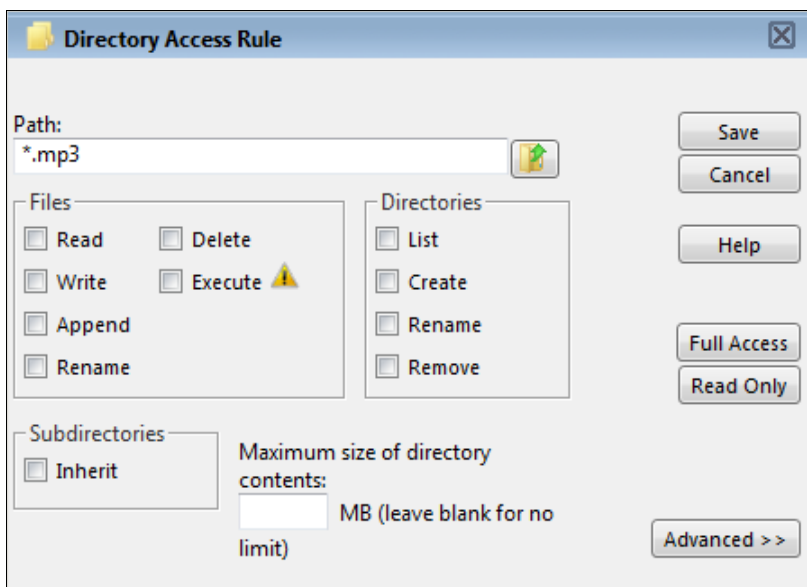 Directory Access Rule
Path:
*.mp3
Save
Cancel
Files
Directories
Read
Delete
List
Help
Write
Execute
Create
Append
Rename
Full Access
Rename
Remove
Read Only
Subdirectories
Inherit
Maximum size of directory
contents:
MB (leave blank for no
limit)
Advanced >>